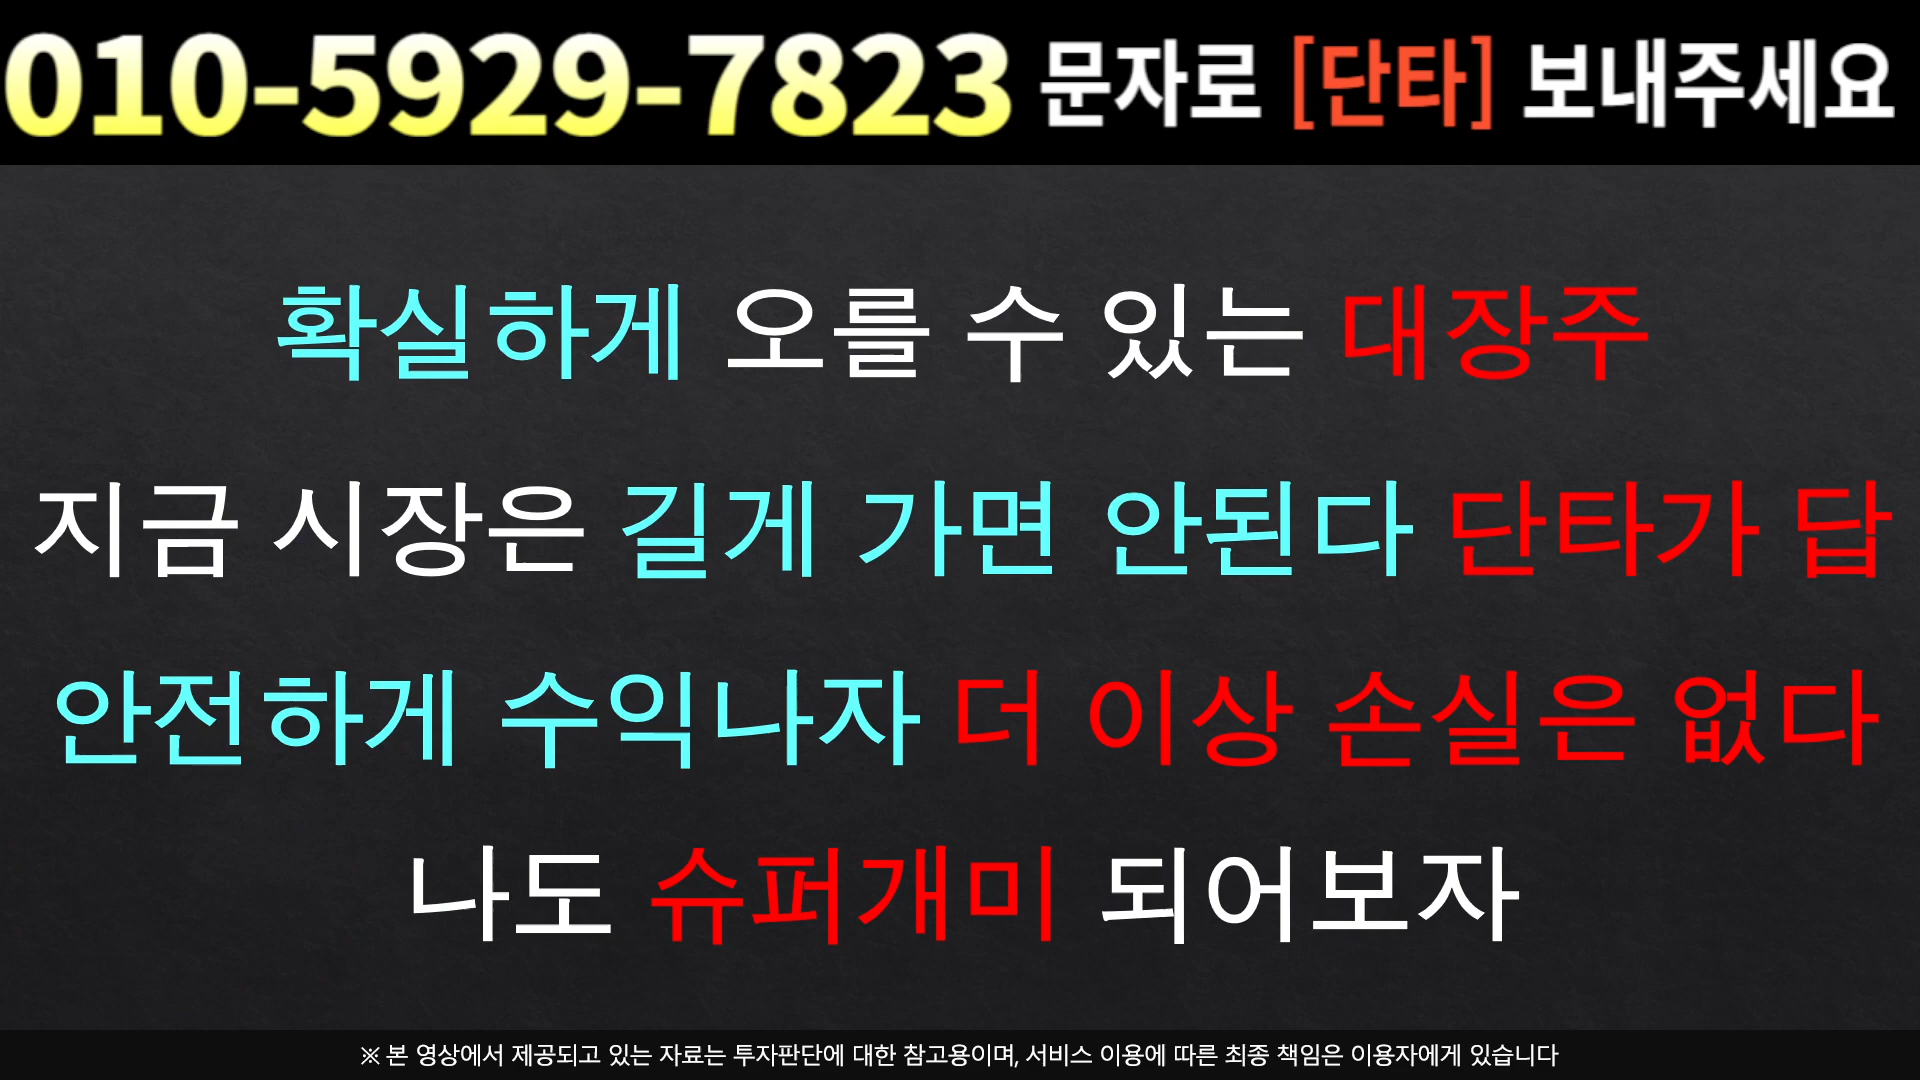 010-5929-7823 문자로 [단타] 보내주세요
확실하게 오를 수 있는 대장주
지금 시장은 길게 가면 안된다 단타가 답
안전하게 수익나자 더 이상 손실은 없다
나도 슈퍼개미 되어보자
※ 본 영상에서 제공되고 있는 자료는 투자판단에 대한 참고용이며, 서비스 이용에 따른 최종 책임은 이용자에게 있습니다